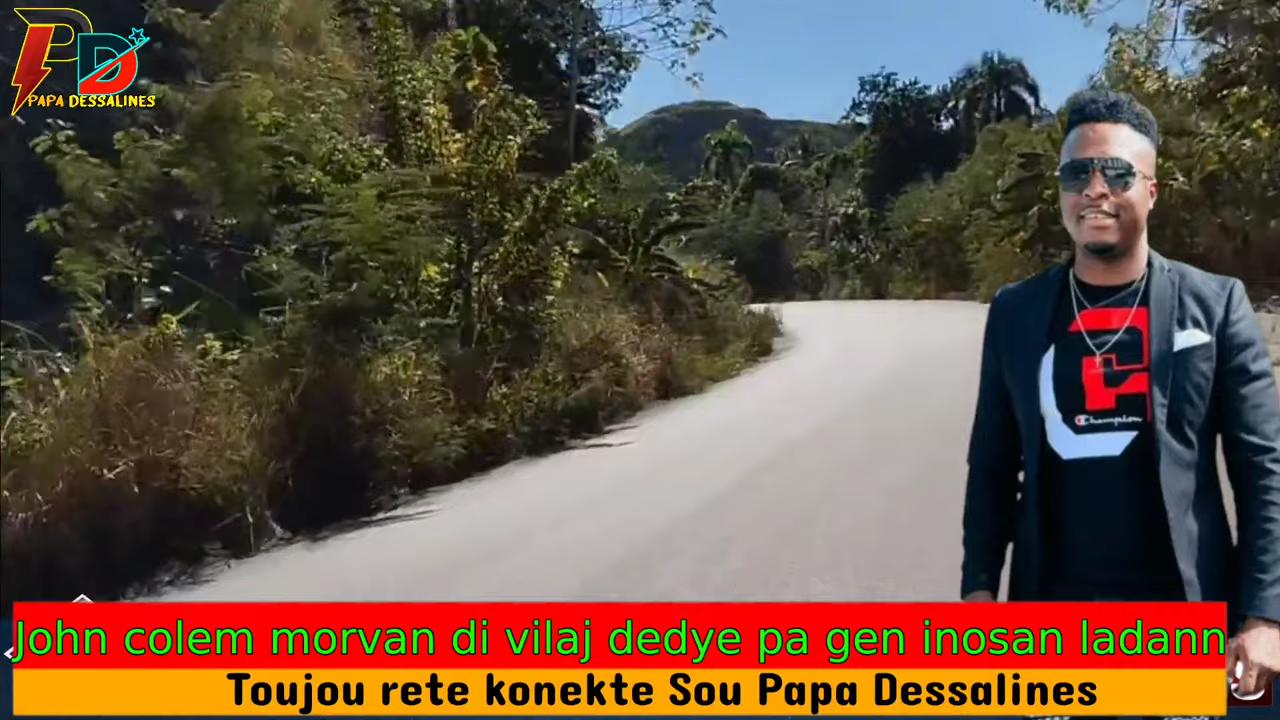 PD
PAPA DESSALINES
Champion
John colem morvan di vilaj dedye pa gen inosan ladann
Toujou rete konekte Sou Papa Dessalines